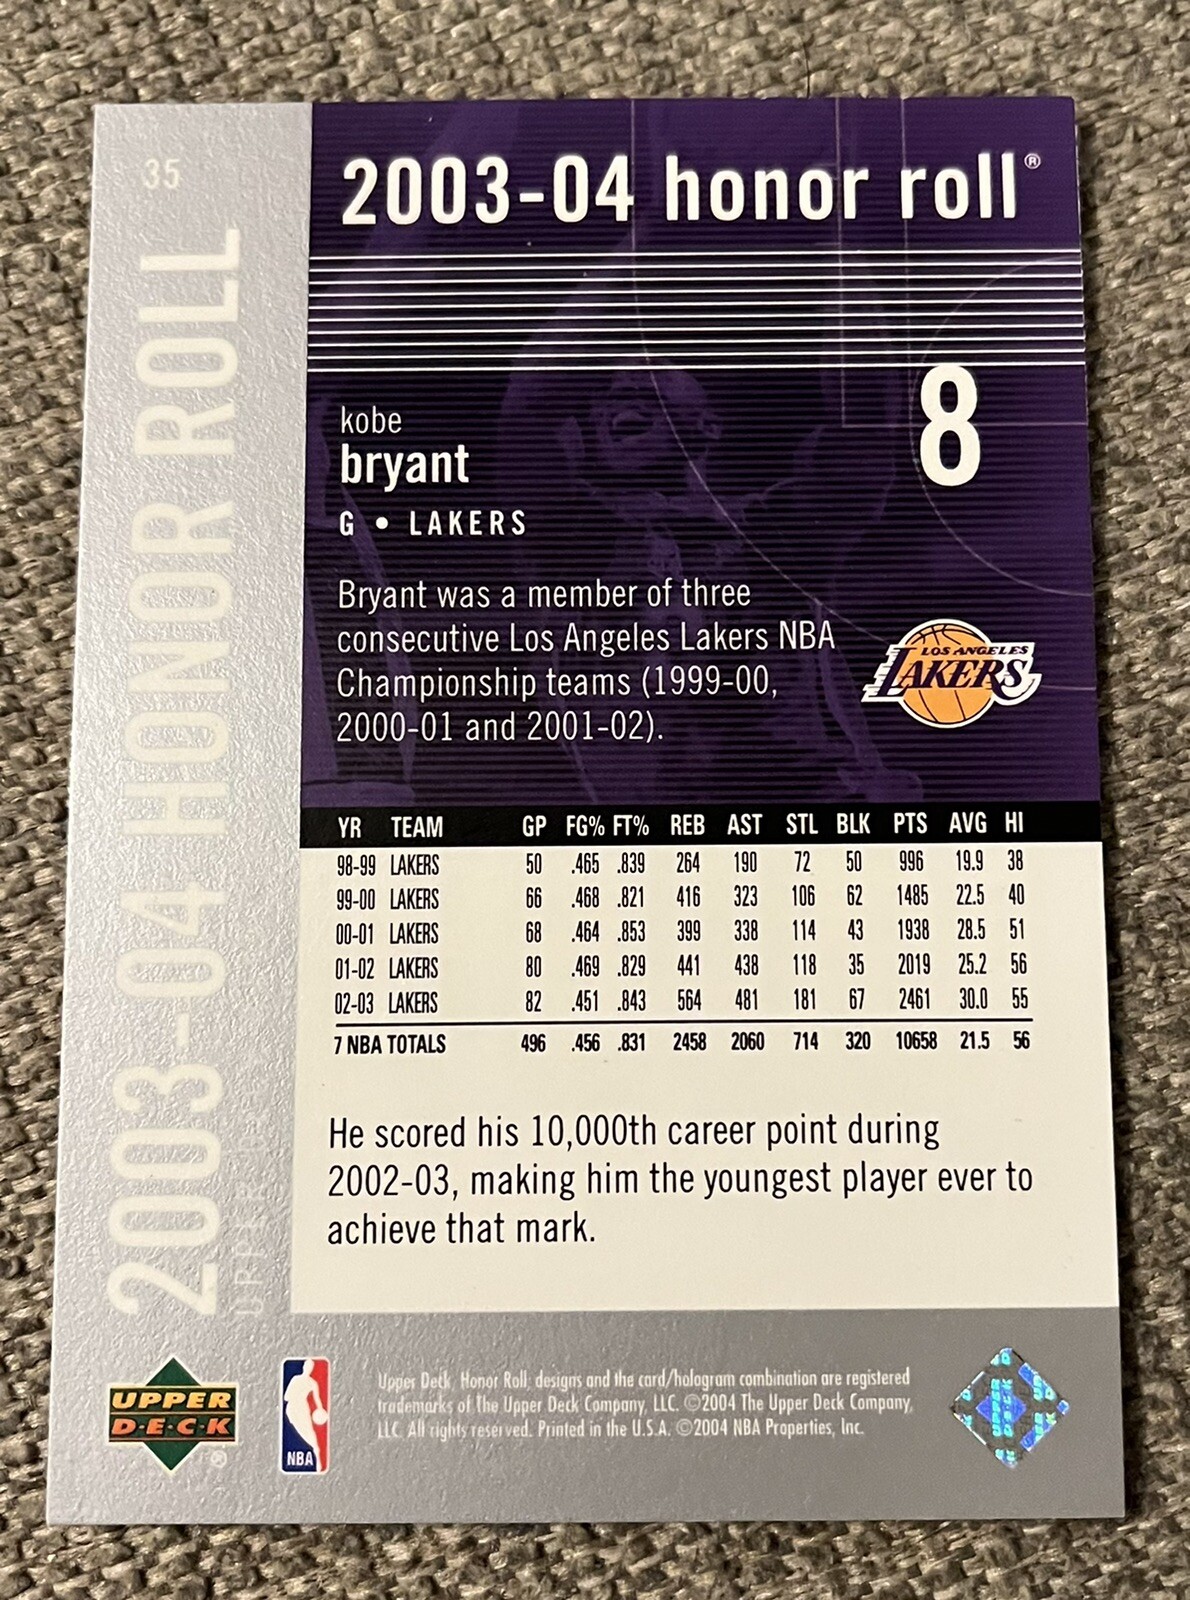 35
2003-04 HONOR ROLL
2003-04 honor roll®
8
kobe
bryant
G • LAKERS
Bryant was a member of three
consecutive Los Angeles Lakers NBA
Championship teams (1999-00,
2000-01 and 2001-02).
LOS ANGELES
LAKERS
YR TEAM GP FG% FT% REB AST STL BLK PTS AVG HI
98-99 LAKERS 50 .465 .839 264 190 72 50 996 19.9 38
99-00 LAKERS 66 .468 .821 416 323 106 62 1485 22.5 40
00-01 LAKERS 68 .464 .853 399 338 114 43 1938 28.5 51
01-02 LAKERS 80 .469 .829 441 438 118 35 2019 25.2 56
02-03 LAKERS 82 .451 .843 564 481 181 67 2461 30.0 55
7 NBA TOTALS 496 .456 .831 2458 2060 714 320 10658 21.5 56
He scored his 10,000th career point during
2002-03, making him the youngest player ever to
achieve that mark.
UPPER
D·E·C·K
®
NBA
Upper Deck, Honor Roll, designs and the card/hologram combination are registered
trademarks of The Upper Deck Company, LLC. ©2004 The Upper Deck Company,
LLC. All rights reserved. Printed in the U.S.A. ©2004 NBA Properties, Inc.
UPPER
DECK